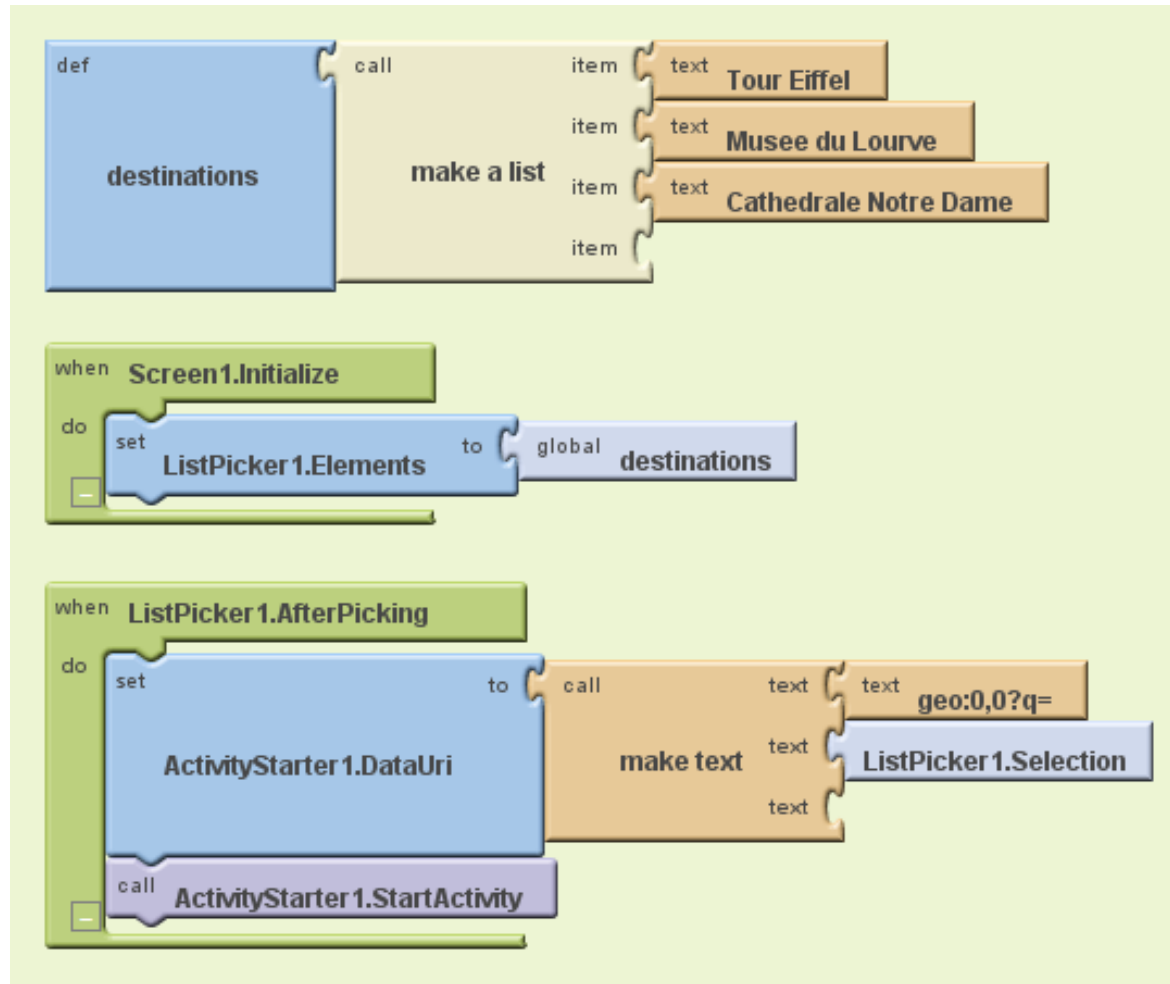 def destinations call make a list item text Tour Eiffel
item text Musee du Lourve
item text Cathedrale Notre Dame
item
when Screen1.Initialize
do set ListPicker1.Elements to global destinations
when ListPicker1.AfterPicking
do set ActivityStarter1.DataUri to call make text text text geo:0,0?q=
text ListPicker1.Selection
text
call ActivityStarter1.StartActivity